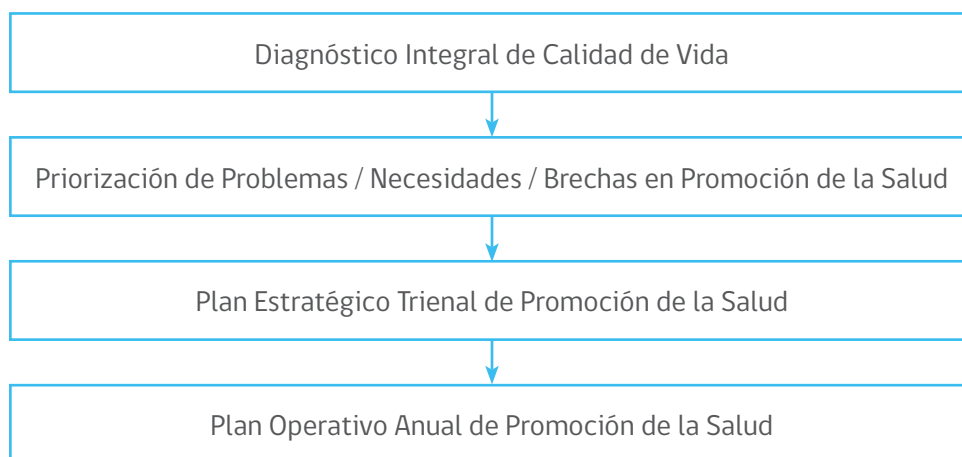 Diagnóstico Integral de Calidad de Vida
Priorización de Problemas / Necesidades / Brechas en Promoción de la Salud
Plan Estratégico Trienal de Promoción de la Salud
Plan Operativo Anual de Promoción de la Salud